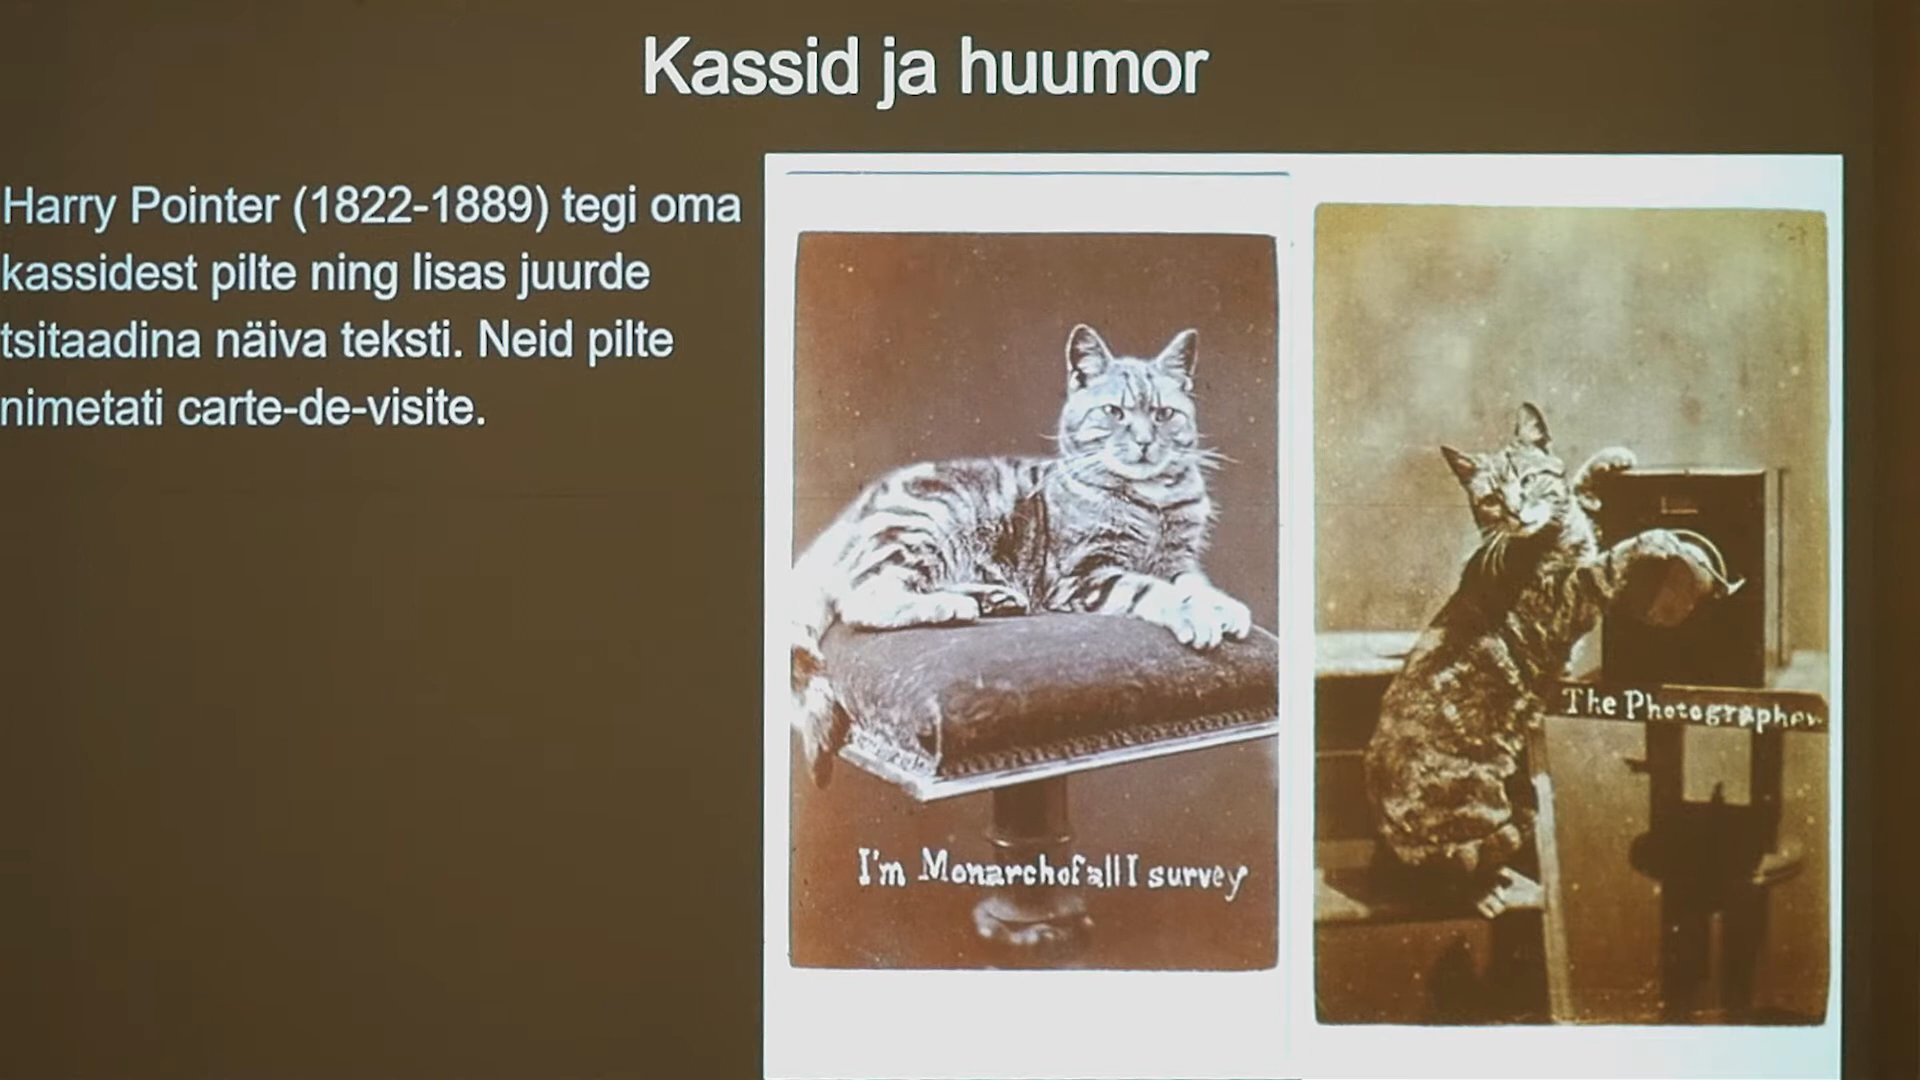 Kassid ja huumor
Harry Pointer (1822-1889) tegi oma
kassidest pilte ning lisas juurde
tsitaadina näiva teksti. Neid pilte
nimetati carte-de-visite.
I'm Monarch of all I survey
The Photographer